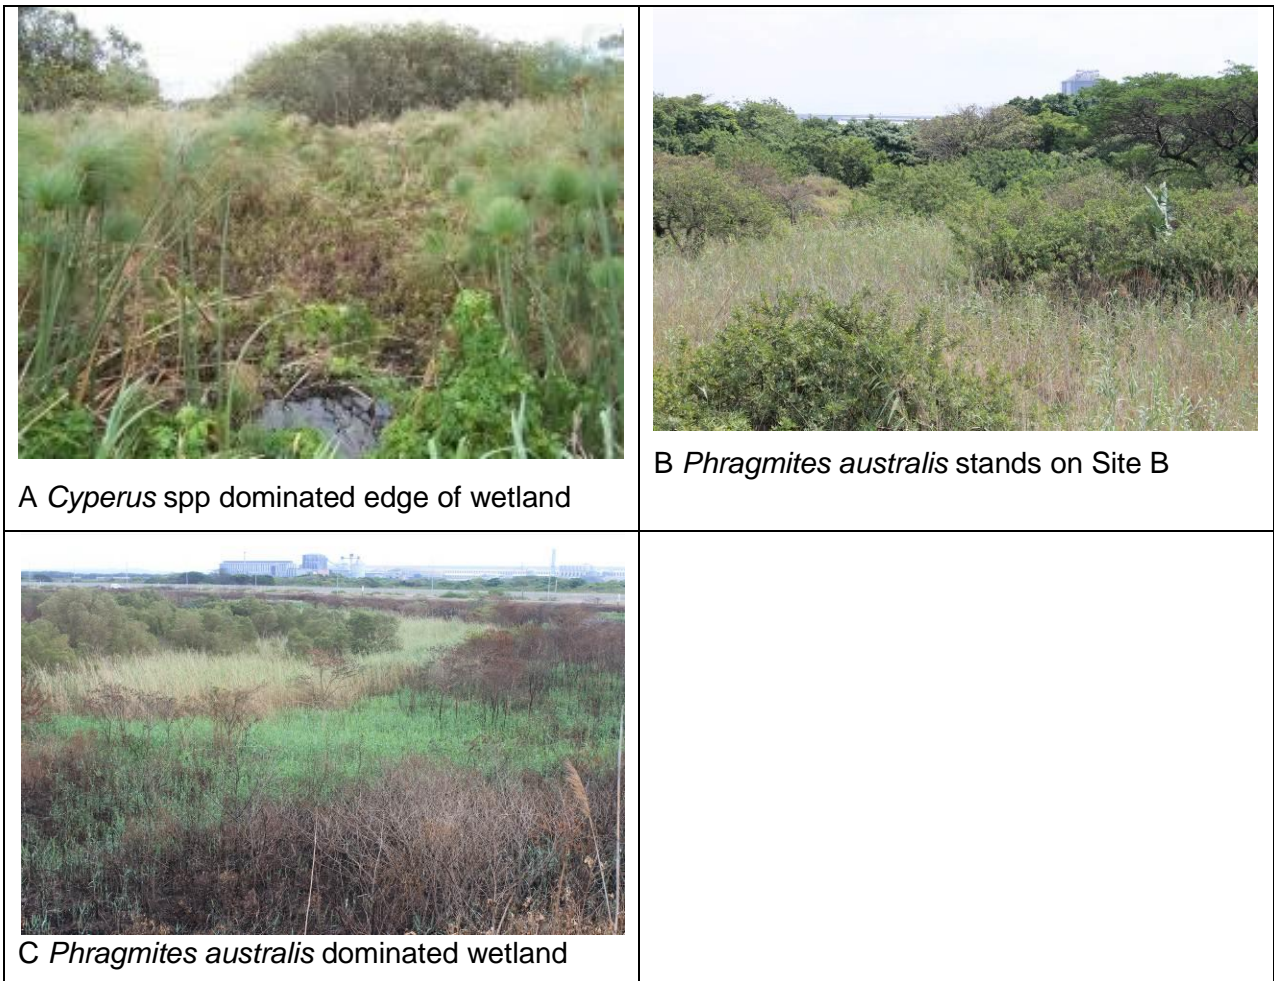 A Cyperus spp dominated edge of wetland
B Phragmites australis stands on Site B
C Phragmites australis dominated wetland